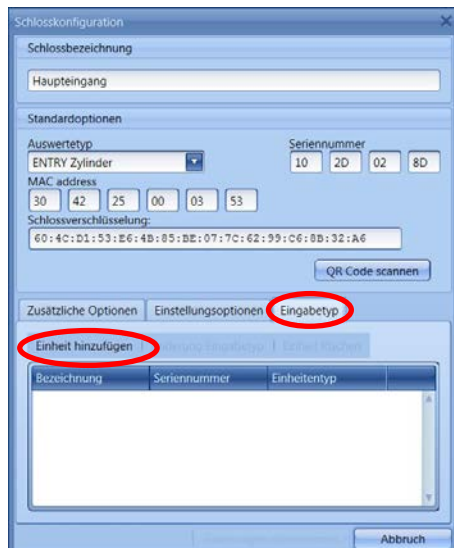 Schlosskonfiguration
Schlossbezeichnung
Haupteingang
Standardoptionen
Auswertetyp Seriennummer
ENTRY Zylinder 10 2D 02 8D
MAC address
30 42 25 00 03 53
Schlossverschlüsselung:
60:4C:D1:53:E6:4B:85:BE:07:7C:62:99:C6:8B:32:A6
QR Code scannen
Zusätzliche Optionen Einstellungsoptionen Eingabetyp
Einheit hinzufügen Einheit löschen
Bezeichnung Seriennummer Einheitentyp
Abbruch